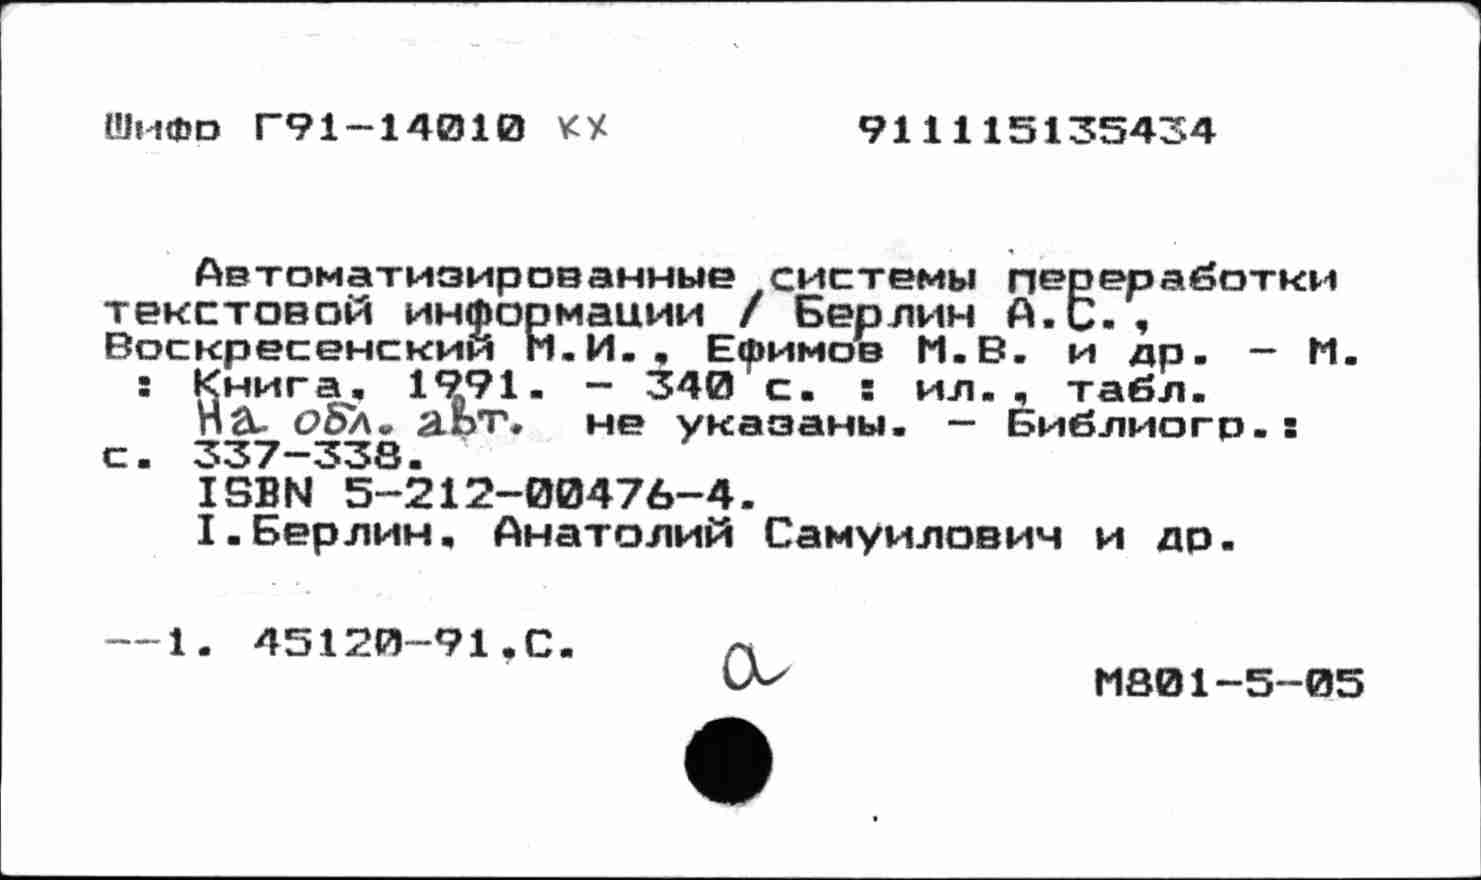 Шифр Г91-14010 кх 911115135434
Автоматизированные системы переработки
текстовой информации / Берлин А.С.,
Воскресенский М.И., Ефимов М.В. и др. - М.
: Книга, 1991. - 340 с. : ил., табл.
На обл. авт. не указаны. - Библиогр.:
с. 337-338.
ISBN 5-212-00476-4.
I.Берлин, Анатолий Самуилович и др.
--1. 45120-91,С.
а
М801-5-05